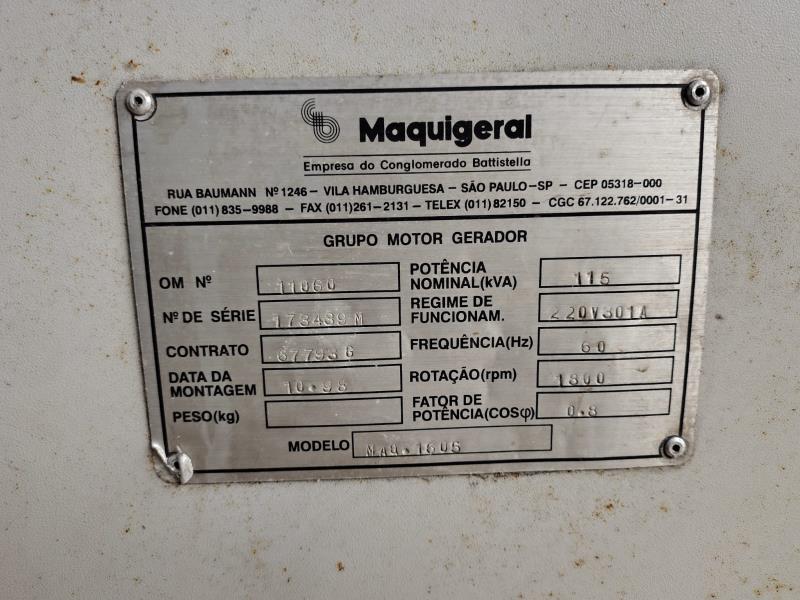 Maquigeral
Empresa do Conglomerado Battistella
RUA BAUMANN Nº 1246 – VILA HAMBURGUESA – SÃO PAULO-SP – CEP 05318-000
FONE (011) 835-9988 – FAX (011) 261-2131 – TELEX (011) 82150 – CGC 67.122.762/0001-31
GRUPO MOTOR GERADOR
OM Nº 11060
POTÊNCIA NOMINAL(kVA) 115
Nº DE SÉRIE 173439 M
REGIME DE FUNCIONAM. 220V301A
CONTRATO
FREQUÊNCIA(Hz) 60
DATA DA MONTAGEM 10.98
ROTAÇÃO(rpm) 1800
PESO(kg)
FATOR DE POTÊNCIA(COSφ) 0.8
MODELO